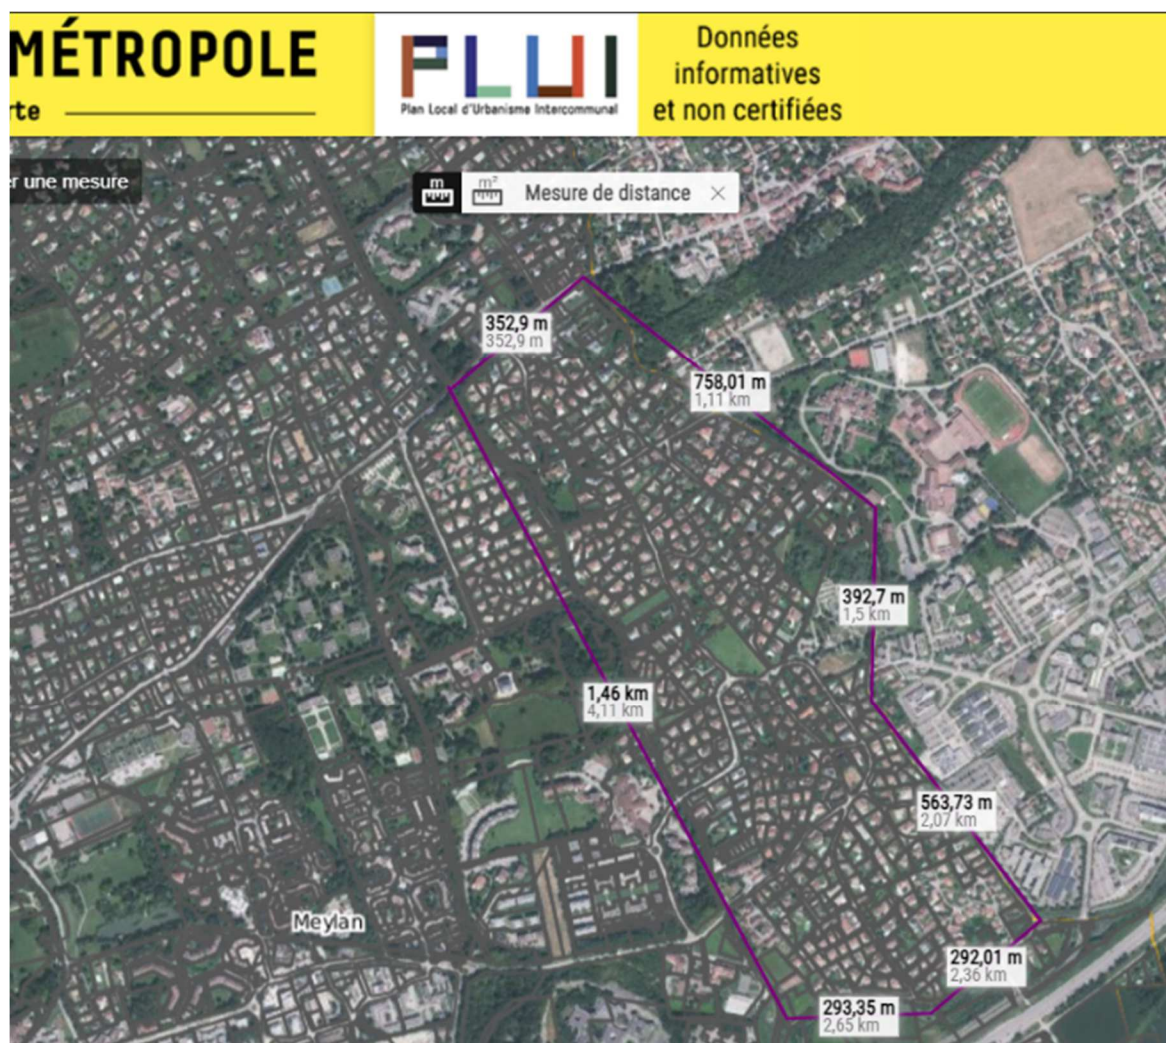 MÉTROPOLE
rte
PLUI
Plan Local d'Urbanisme Intercommunal
Données
informatives
et non certifiées
er une mesure
m
m²
Mesure de distance
352,9 m
352,9 m
758,01 m
1,11 km
392,7 m
1,5 km
1,46 km
4,11 km
563,73 m
2,07 km
Meylan
292,01 m
2,36 km
293,35 m
2,65 km